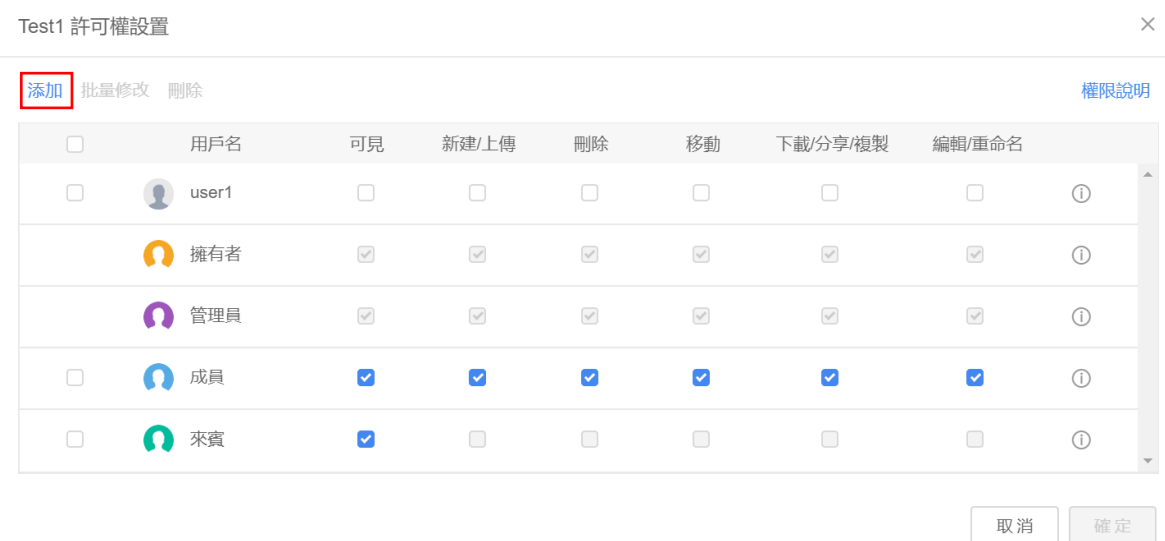 Test1 許可權設置
添加 批量修改 刪除 權限說明
用戶名 可見 新建/上傳 刪除 移動 下載/分享/複製 編輯/重命名
user1
擁有者
管理員
成員
來賓
取消 確定